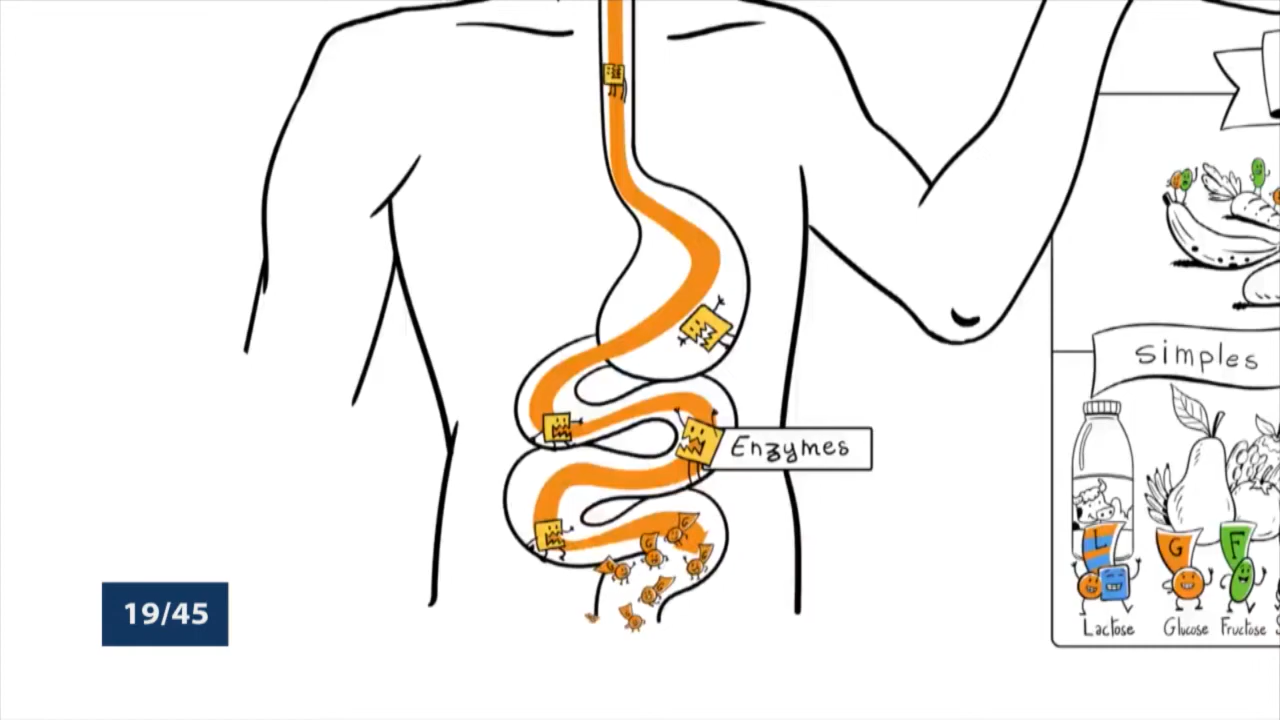 Simples
Enzymes
L
G
F
Lactose
Glucose
Fructose
S
G
G
G
G
19/45